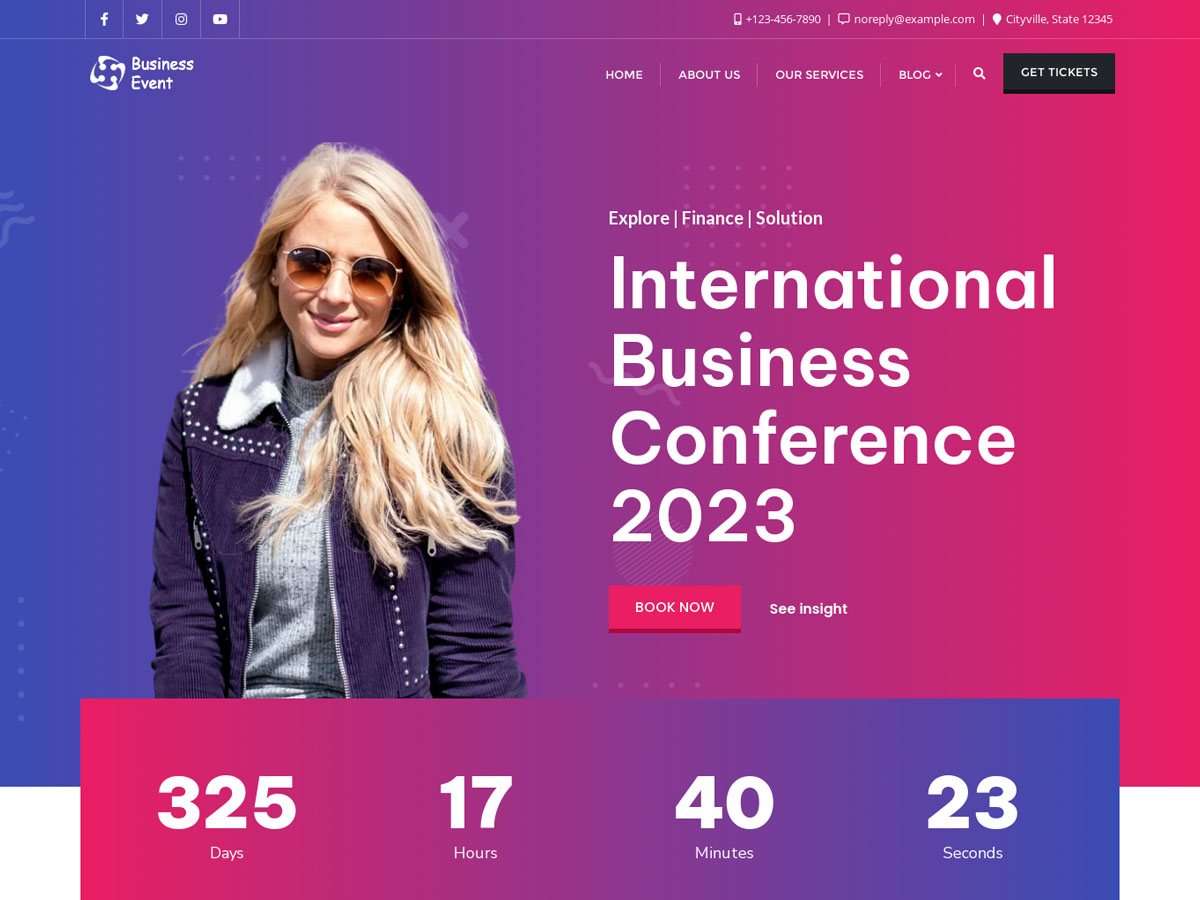 +123-456-7890 | noreply@example.com | Cityville, State 12345
Business
Event
HOME ABOUT US OUR SERVICES BLOG GET TICKETS
Explore | Finance | Solution
International
Business
Conference
2023
BOOK NOW See insight
325 17 40 23
Days Hours Minutes Seconds